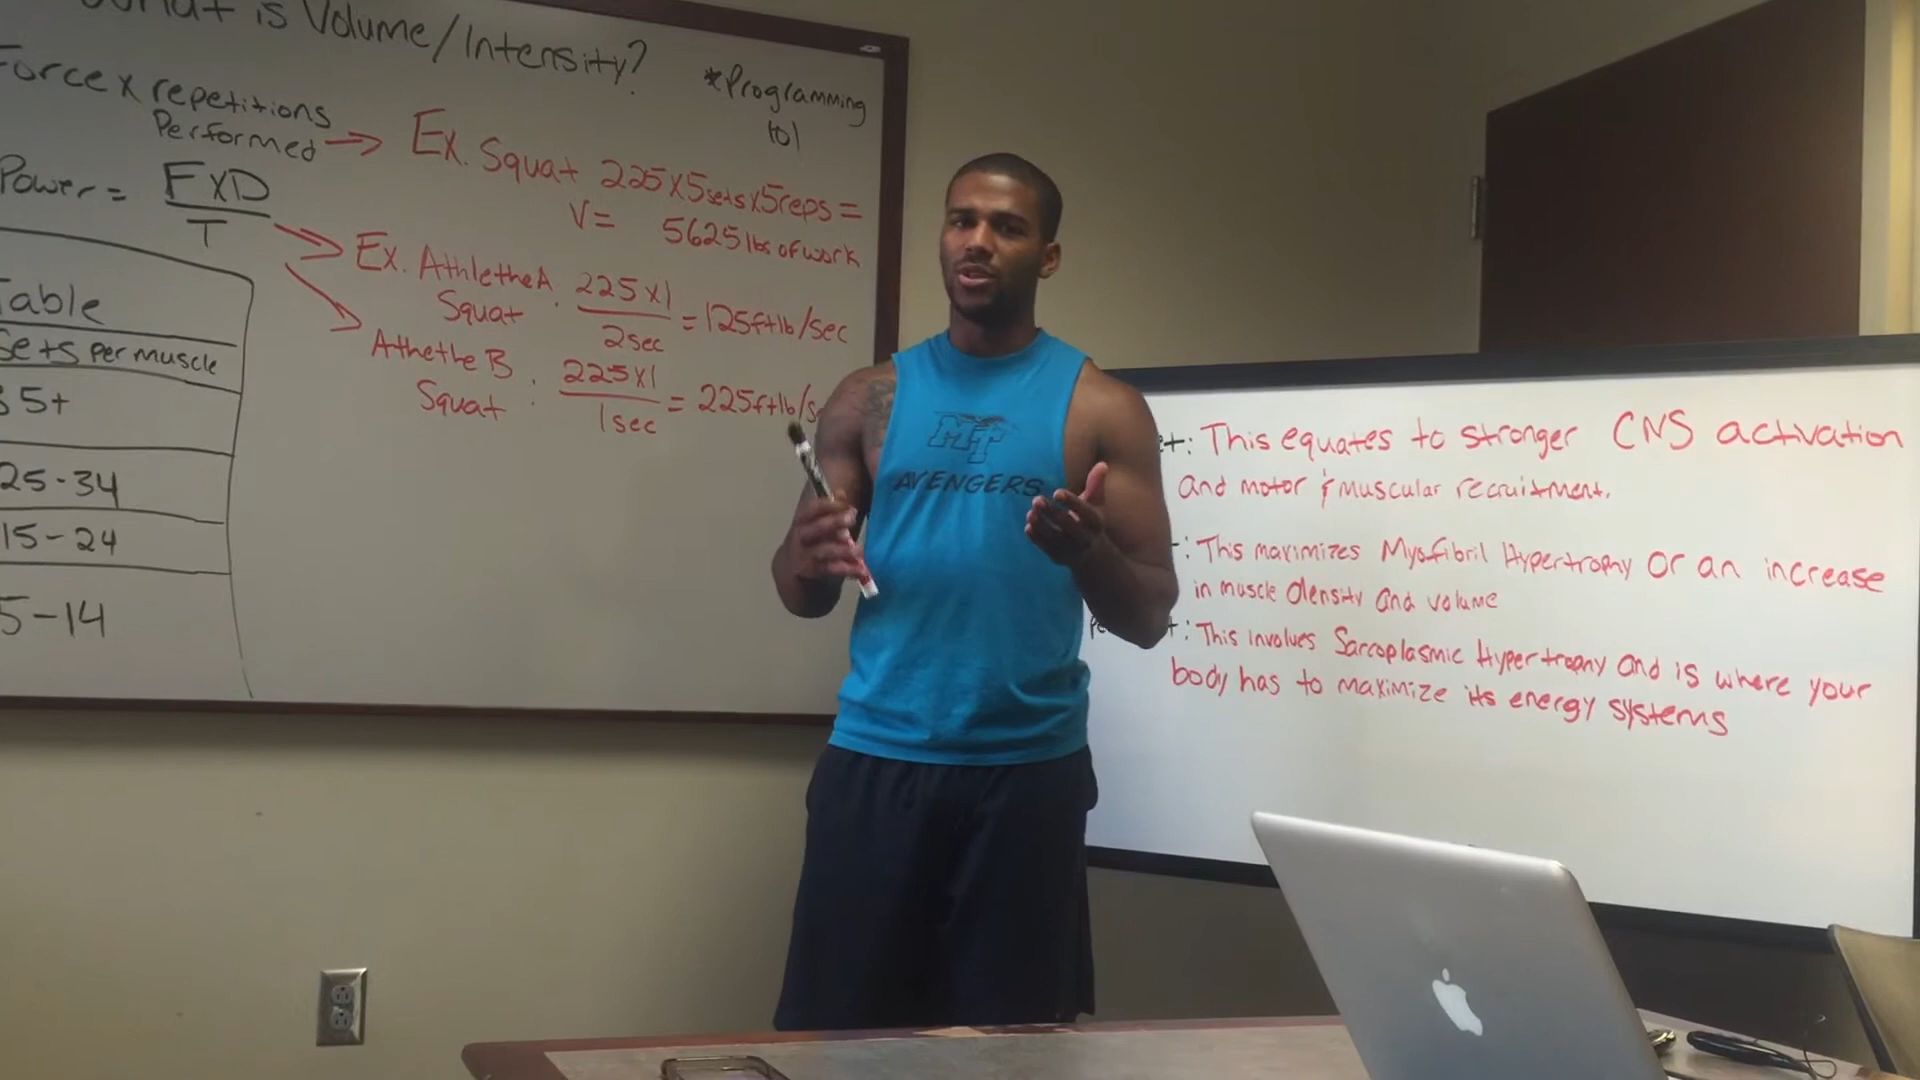 What is Volume/Intensity?
*Programming
tol
Force x repetitions
Performed
Ex. Squat 225x5setsx5reps =
V= 5625lbs of work
Power = FXD
T
Ex. Athlethe A
Squat : 225x1
2sec
= 125ftlb/sec
Athethe B
Squat : 225x1
1sec
= 225ftlb/s
Table
Sets per muscle
35+
25-34
15-24
5-14
MT
AVENGERS
t: This equates to stronger CNS activation
and motor & muscular recruitment.
: This maximizes Myofibril Hypertrophy or an increase
in muscle density and volume
t: This involves Sarcoplasmic Hypertrophy and is where your
body has to maximize its energy systems